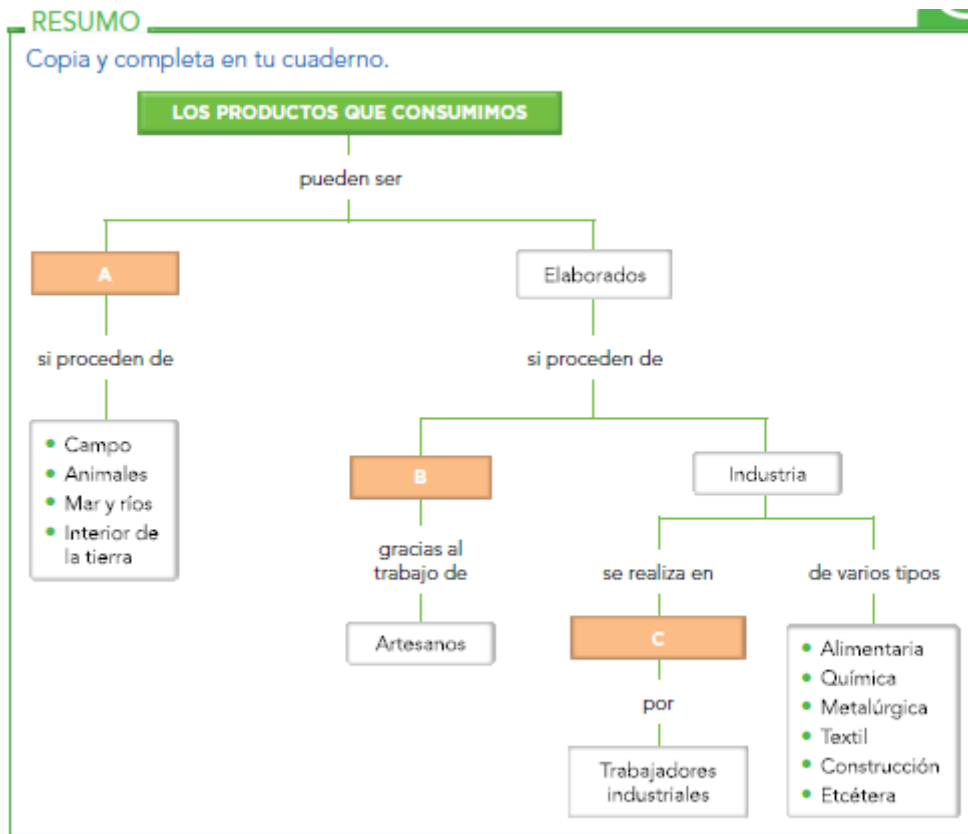 RESUMO
Copia y completa en tu cuaderno.
LOS PRODUCTOS QUE CONSUMIMOS
pueden ser
A
Elaborados
si proceden de
si proceden de
• Campo
• Animales
• Mar y ríos
• Interior de
la tierra
B
Industria
gracias al
trabajo de
se realiza en
de varios tipos
Artesanos
C
por
Trabajadores
industriales
• Alimentaria
• Química
• Metalúrgica
• Textil
• Construcción
• Etcétera